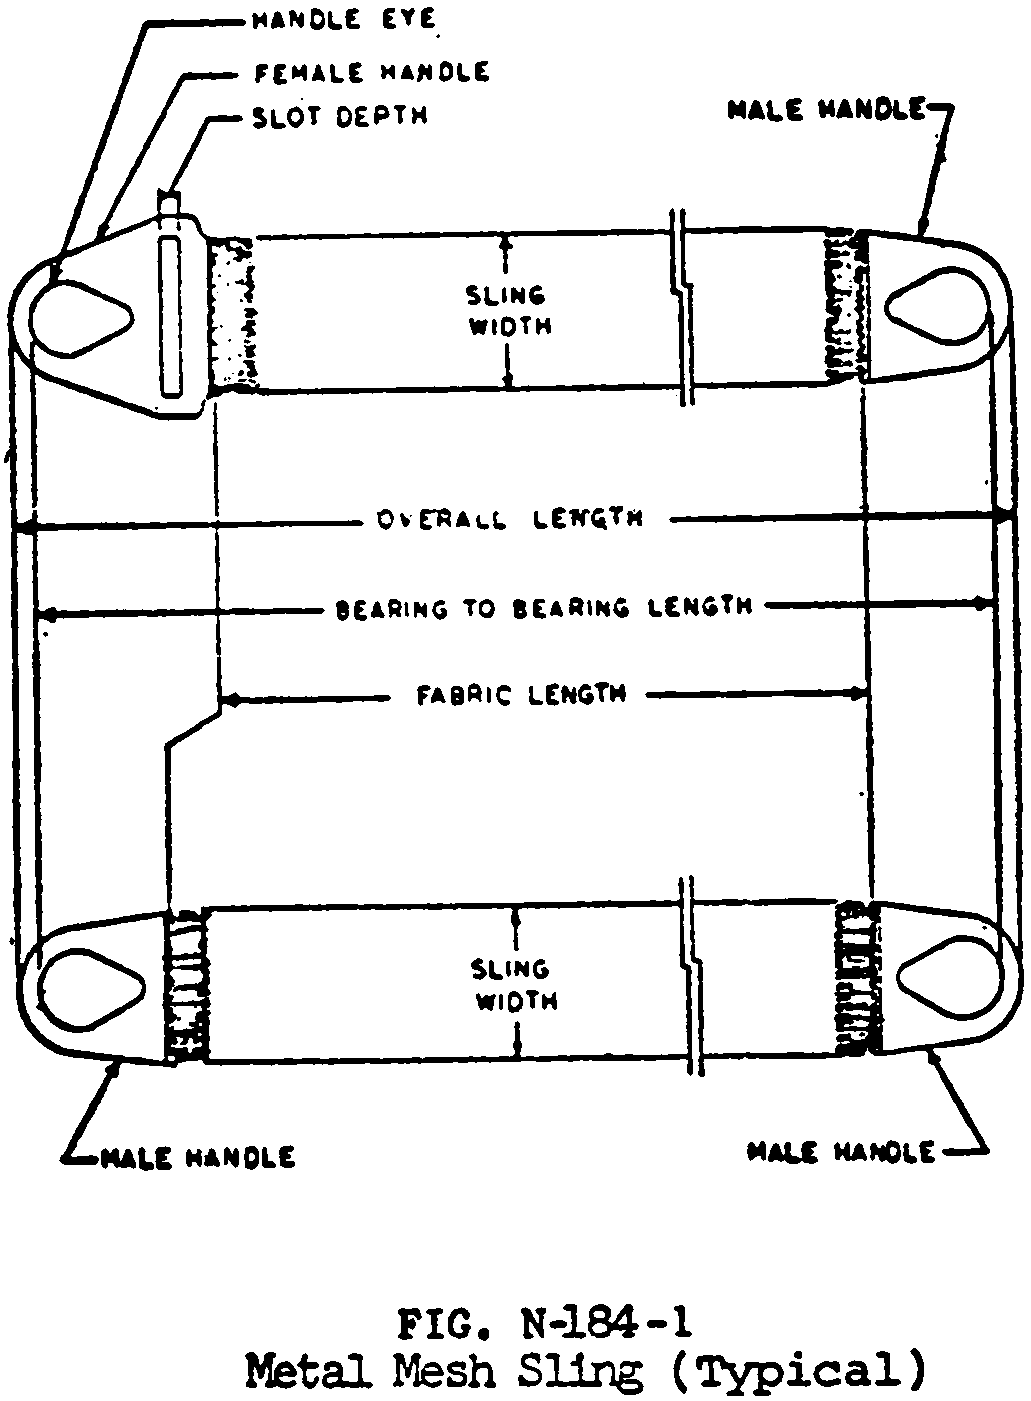 HANDLE EYE
FEMALE HANDLE
SLOT DEPTH
MALE HANDLE
SLING
WIDTH
OVERALL LENGTH
BEARING TO BEARING LENGTH
FABRIC LENGTH
SLING
WIDTH
MALE HANDLE
MALE HANDLE
FIG. N-184-1
Metal Mesh Sling (Typical)